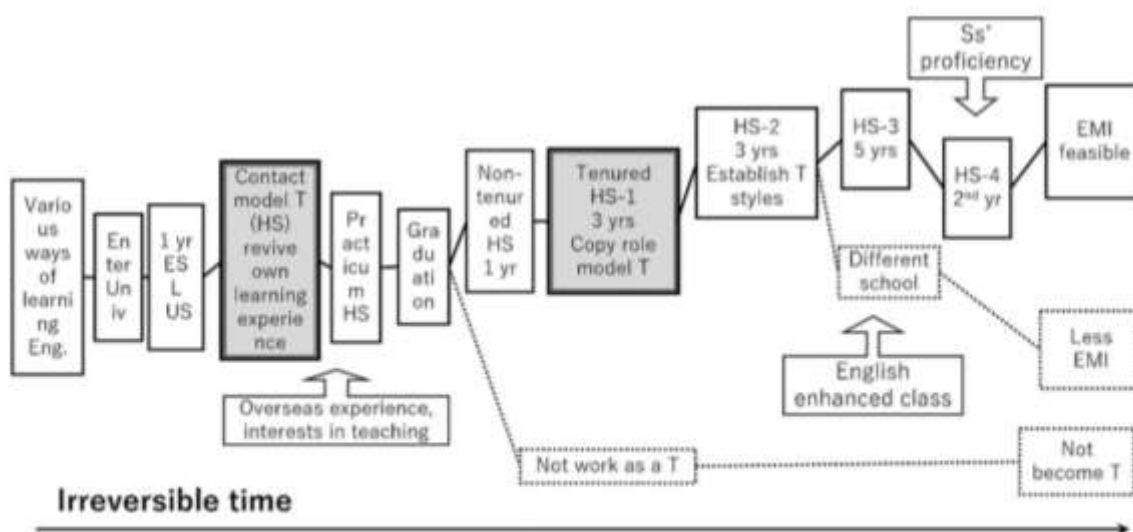 Vario
us
ways
of
learni
ng
Eng.
En
ter
Un
iv
1 yr
ES
L
US
Contact
model T
(HS)
revive
own
learning
experie
nce
Pr
act
icu
m
HS
Gra
du
ati
on
Non-
tenur
ed
HS
1 yr
Tenured
HS-1
3 yrs
Copy role
model T
HS-2
3 yrs
Establish T
styles
HS-3
5 yrs
Ss'
proficiency
HS-4
2nd yr
EMI
feasible
Different
school
Less
EMI
English
enhanced class
Overseas experience,
interests in teaching
Not work as a T
Not
become T
Irreversible time